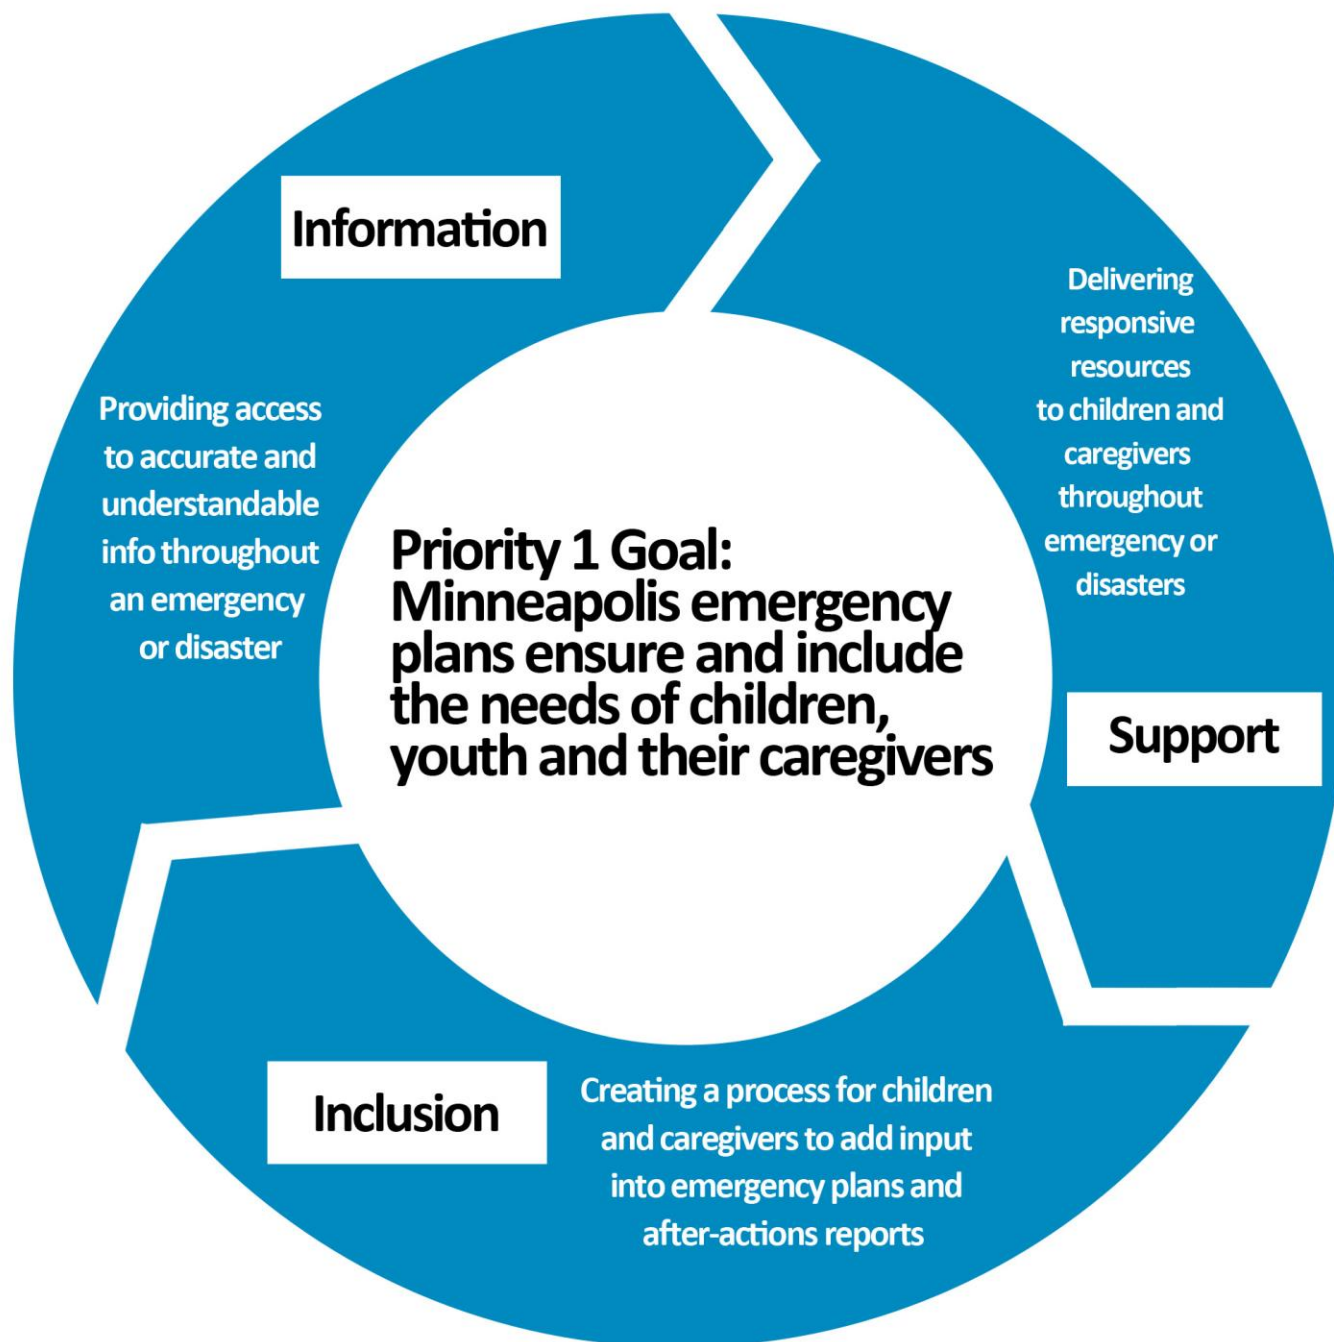 Information
Providing access
to accurate and
understandable
info throughout
an emergency
or disaster
Delivering
responsive
resources
to children and
caregivers
throughout
emergency or
disasters
Support
Priority 1 Goal:
Minneapolis emergency
plans ensure and include
the needs of children,
youth and their caregivers
Inclusion
Creating a process for children
and caregivers to add input
into emergency plans and
after-actions reports